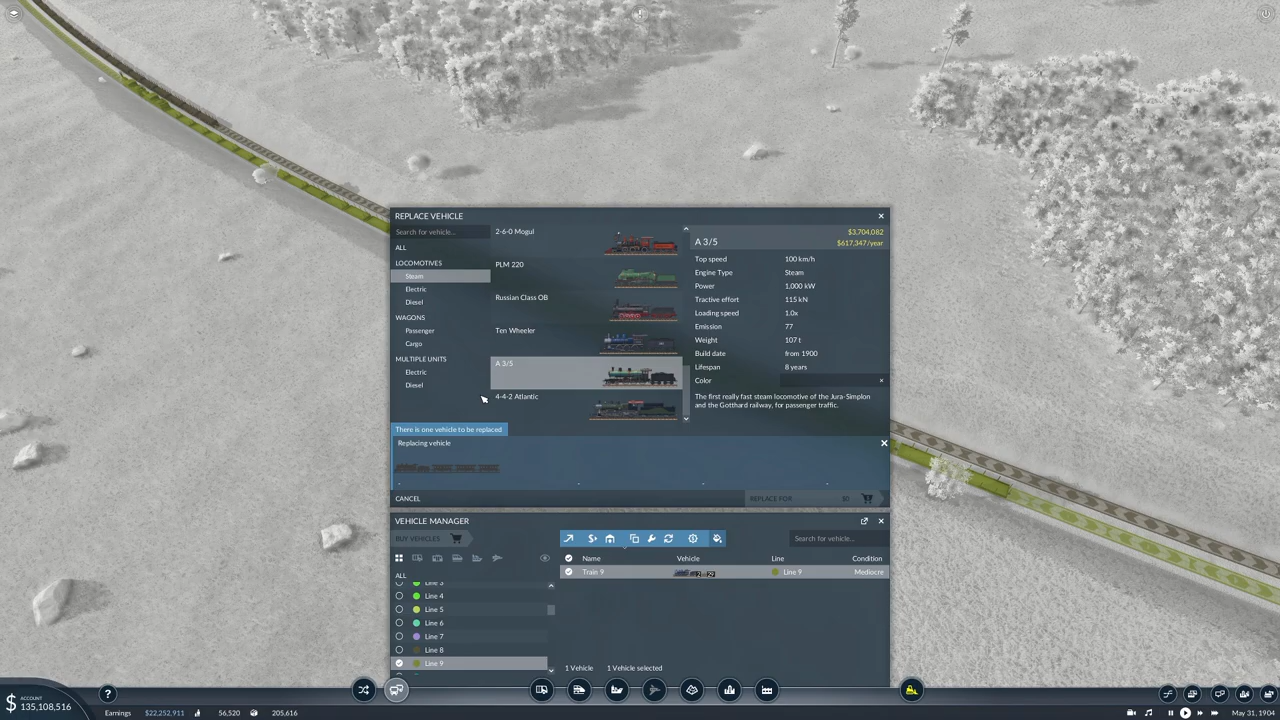 REPLACE VEHICLE
Search for vehicle...
ALL
LOCOMOTIVES
Steam
Electric
Diesel
WAGONS
Passenger
Cargo
MULTIPLE UNITS
Electric
Diesel
2-6-0 Mogul
PLM 220
Russian Class OB
Ten Wheeler
A 3/5
4-4-2 Atlantic
$3,704,082
A 3/5
$617,347/year
Top speed 100 km/h
Engine Type Steam
Power 1,000 kW
Tractive effort 115 kN
Loading speed 1.0x
Emission 77
Weight 107 t
Build date from 1900
Lifespan 8 years
Color
The first really fast steam locomotive of the Jura-Simplon
and the Gotthard railway, for passenger traffic.
There is one vehicle to be replaced
Replacing vehicle
- - - -
CANCEL
REPLACE FOR $0
VEHICLE MANAGER
BUY VEHICLES
Search for vehicle...
ALL
Line 3
Line 4
Line 5
Line 6
Line 7
Line 8
Line 9
Name Vehicle Line Condition
Train 9 Line 9 Mediocre
1 Vehicle 1 Vehicle selected
ACCOUNT
$ 135,108,516
?
Earnings $22,252,911 56,520 205,616
May 31, 1904